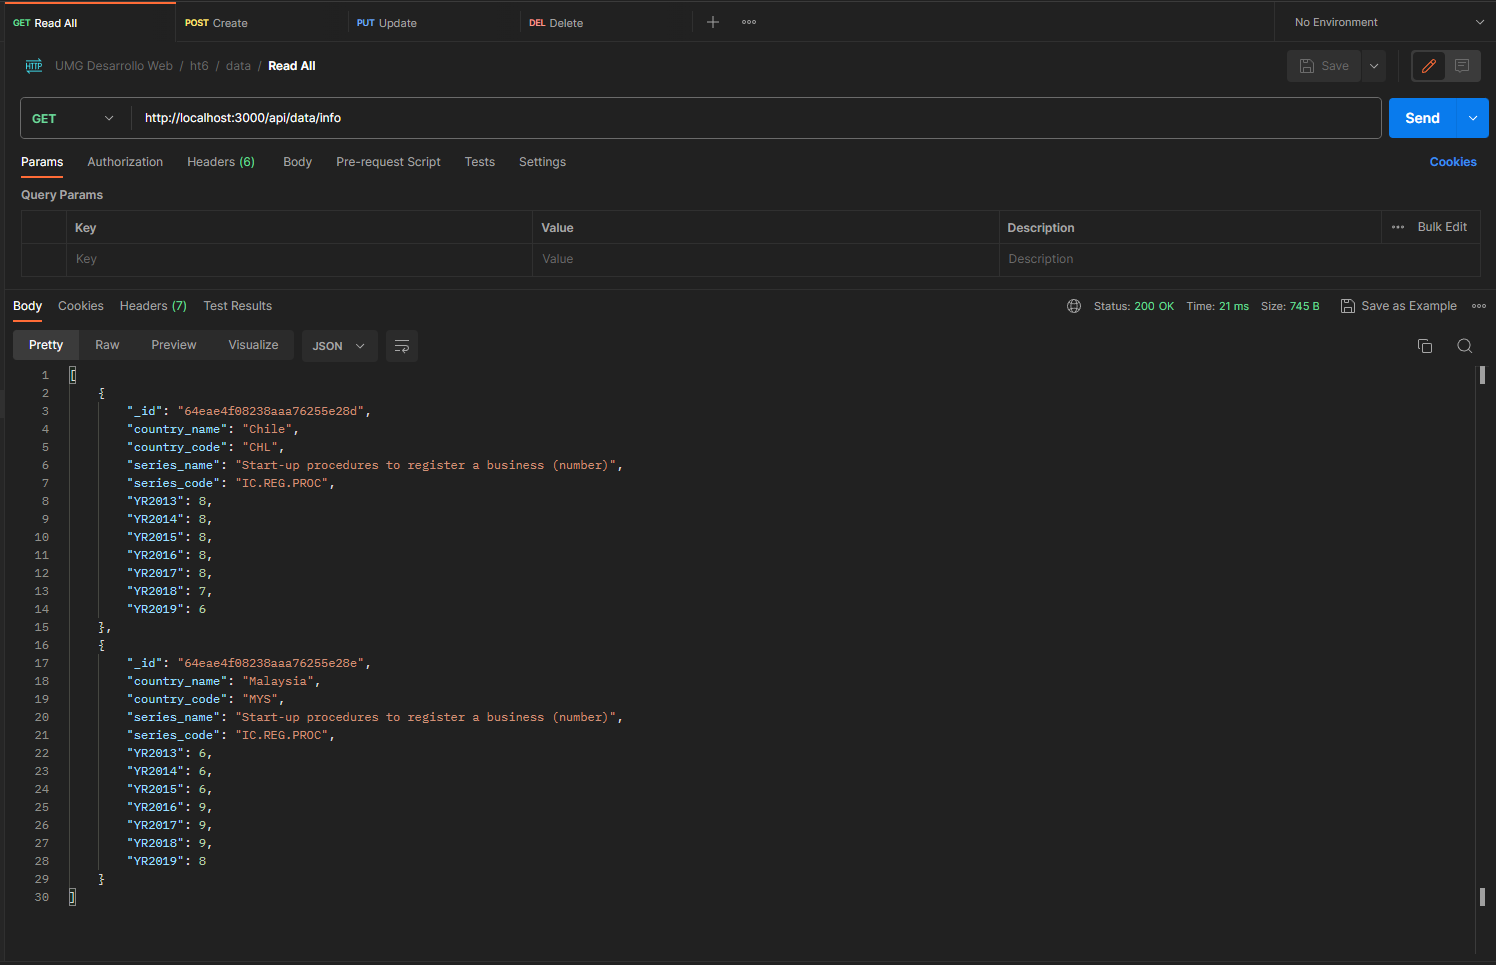 GET Read All POST Create PUT Update DEL Delete No Environment
HTTP UMG Desarrollo Web / ht6 / data / Read All Save
GET http://localhost:3000/api/data/info Send
Params Authorization Headers (6) Body Pre-request Script Tests Settings Cookies
Query Params
Key Value Description Bulk Edit
Key Value Description
Body Cookies Headers (7) Test Results Status: 200 OK Time: 21 ms Size: 745 B Save as Example
Pretty Raw Preview Visualize JSON
1 [
2 {
3 "_id": "64eae4f08238aaa76255e28d",
4 "country_name": "Chile",
5 "country_code": "CHL",
6 "series_name": "Start-up procedures to register a business (number)",
7 "series_code": "IC.REG.PROC",
8 "YR2013": 8,
9 "YR2014": 8,
10 "YR2015": 8,
11 "YR2016": 8,
12 "YR2017": 8,
13 "YR2018": 7,
14 "YR2019": 6
15 },
16 {
17 "_id": "64eae4f08238aaa76255e28e",
18 "country_name": "Malaysia",
19 "country_code": "MYS",
20 "series_name": "Start-up procedures to register a business (number)",
21 "series_code": "IC.REG.PROC",
22 "YR2013": 6,
23 "YR2014": 6,
24 "YR2015": 6,
25 "YR2016": 9,
26 "YR2017": 9,
27 "YR2018": 9,
28 "YR2019": 8
29 }
30 ]